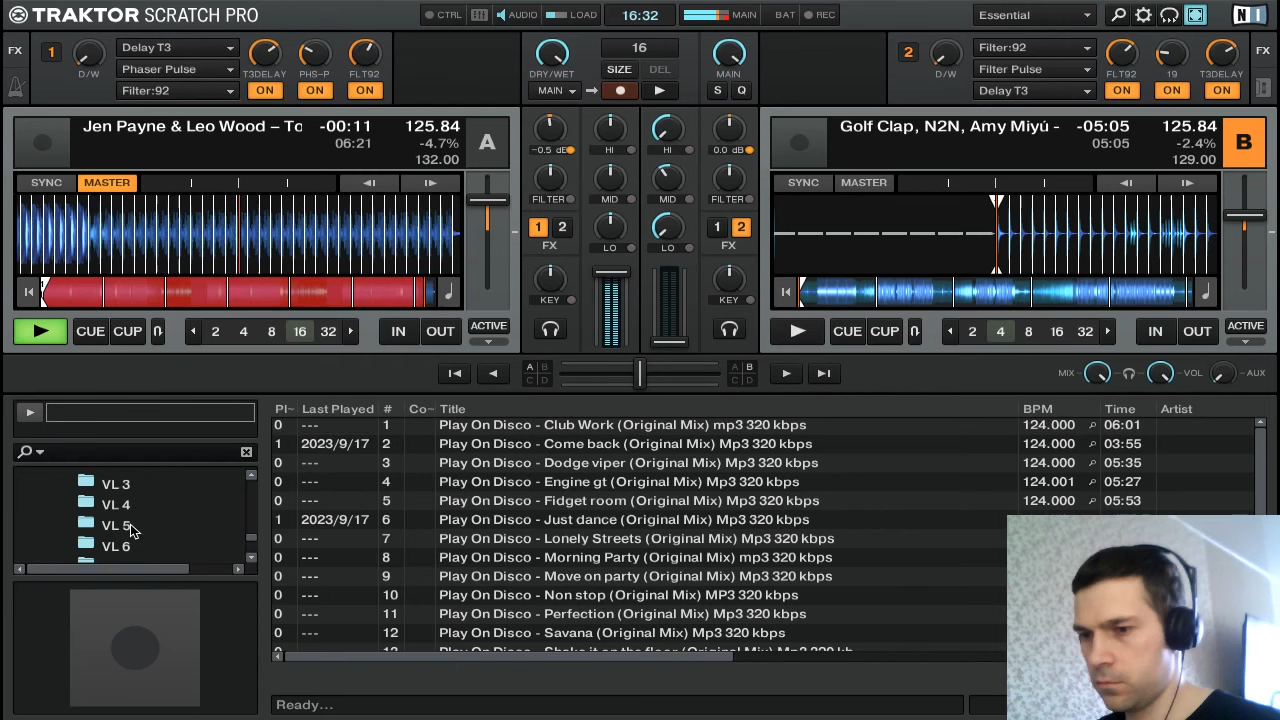 TRAKTOR SCRATCH PRO
CTRL AUDIO LOAD 16:32 MAIN BAT REC Essential
FX 1 Delay T3 16 2 Filter:92 FX
D/W Phaser Pulse T3DELAY PHS-P FLT92 DRY/WET SIZE DEL MAIN D/W Filter Pulse FLT92 19 T3DELAY
Filter:92 ON ON ON MAIN S Q Delay T3 ON ON ON
Jen Payne & Leo Wood – To -00:11 125.84
06:21 -4.7%
132.00
A
Golf Clap, N2N, Amy Miyú - -05:05 125.84
05:05 -2.4%
129.00
B
-0.5 dB HI HI 0.0 dB
SYNC MASTER SYNC MASTER
FILTER MID MID FILTER
1 2 1 2
FX LO LO FX
KEY KEY
CUE CUP 2 4 8 16 32 IN OUT ACTIVE
CUE CUP 2 4 8 16 32 IN OUT ACTIVE
A B C D A B C D MIX VOL AUX
Pl~ Last Played # Co~ Title BPM Time Artist
0 --- 1 Play On Disco - Club Work (Original Mix) mp3 320 kbps 124.000 06:01
1 2023/9/17 2 Play On Disco - Come back (Original Mix) Mp3 320 kbps 124.000 03:55
0 --- 3 Play On Disco - Dodge viper (Original Mix) Mp3 320 kbps 124.000 05:35
0 --- 4 Play On Disco - Engine gt (Original Mix) Mp3 320 kbps 124.001 05:27
0 --- 5 Play On Disco - Fidget room (Original Mix) Mp3 320 kbps 124.000 05:53
1 2023/9/17 6 Play On Disco - Just dance (Original Mix) Mp3 320 kbps
0 --- 7 Play On Disco - Lonely Streets (Original Mix) Mp3 320 kbps
0 --- 8 Play On Disco - Morning Party (Original Mix) mp3 320 kbps
0 --- 9 Play On Disco - Move on party (Original Mix) Mp3 320 kbps
0 --- 10 Play On Disco - Non stop (Original Mix) MP3 320 kbps
0 --- 11 Play On Disco - Perfection (Original Mix) Mp3 320 kbps
0 --- 12 Play On Disco - Savana (Original Mix) Mp3 320 kbps
VL 3
VL 4
VL 5
VL 6
Ready...